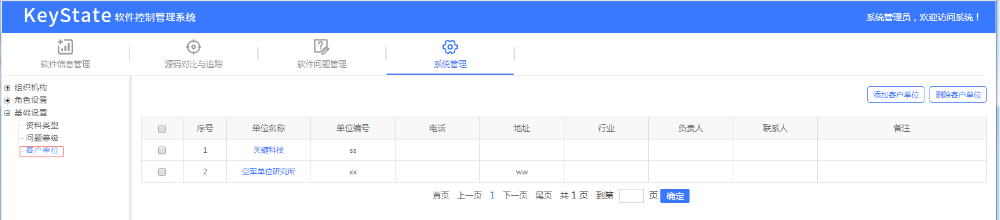 KeyState 软件控制管理系统 系统管理员，欢迎访问系统！
软件信息管理 源码对比与追踪 软件问题管理 系统管理
组织机构
角色设置
基础设置
资料类型
问题等级
客户单位
添加客户单位 删除客户单位
序号 单位名称 单位编号 电话 地址 行业 负责人 联系人 备注
1 关键科技 ss
2 空军单位研究所 xx ww
首页 上一页 1 下一页 尾页 共 1 页 到第 页 确定